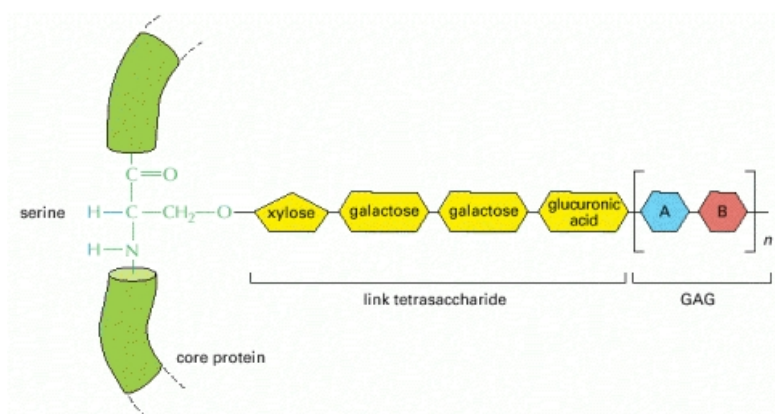 C=O
serine H—C—CH₂—O— xylose galactose galactose glucuronic acid A B n
H—N
link tetrasaccharide GAG
core protein